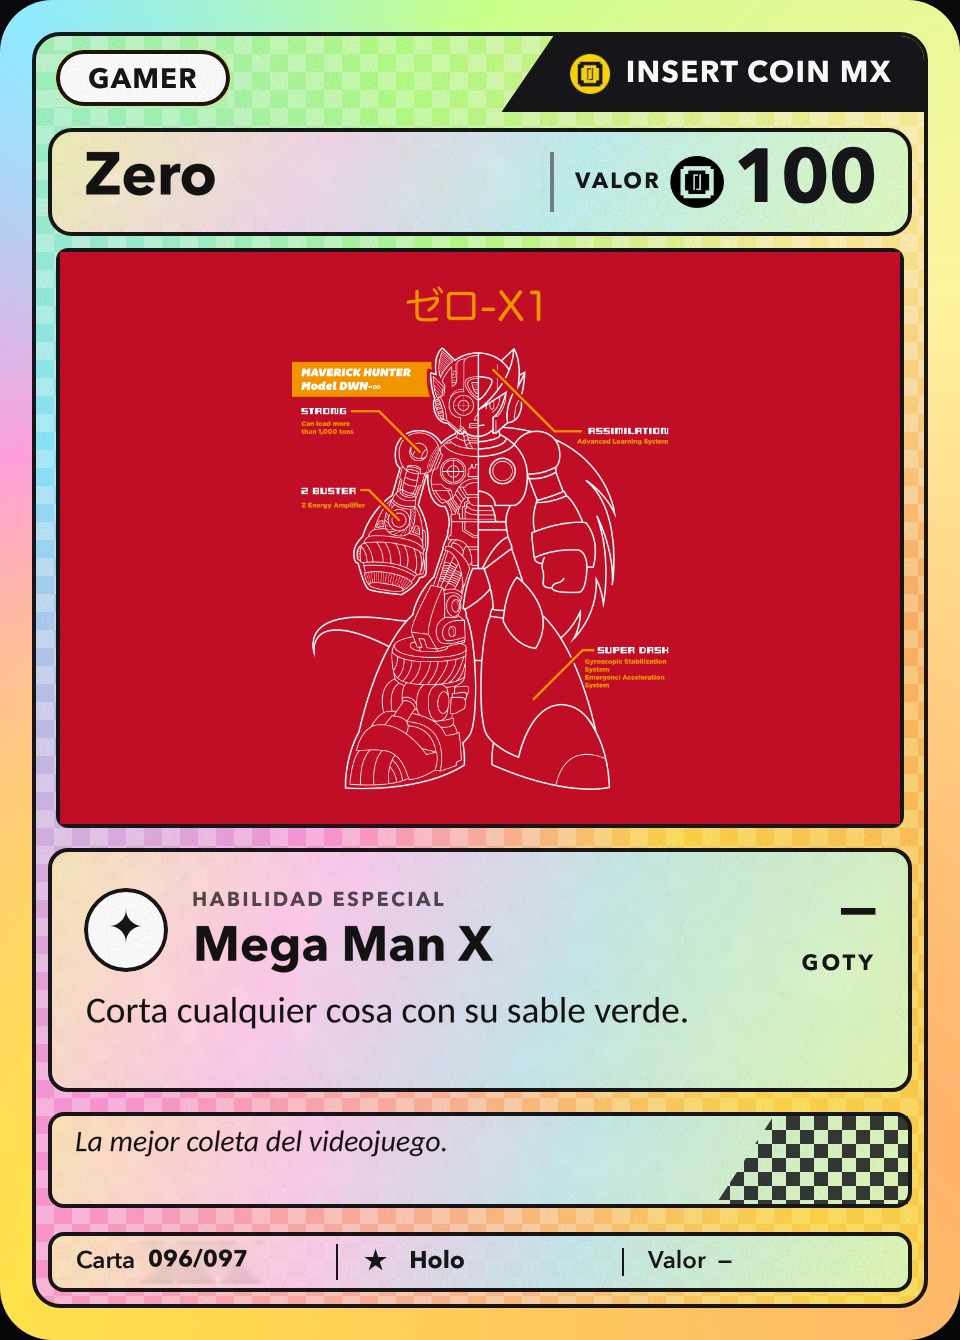 GAMER
INSERT COIN MX
Zero
VALOR 100
ゼロ-X1
MAVERICK HUNTER
Model DWN-∞
STRONG
Can load more
than 1,000 tons
ASSIMILATION
Advanced Learning System
Z BUSTER
Z Energy Amplifier
SUPER DASH
Gyroscopic Stabilization
System
Emergenci Acceleration
System
HABILIDAD ESPECIAL
Mega Man X
—
GOTY
Corta cualquier cosa con su sable verde.
La mejor coleta del videojuego.
Carta 096/097
★ Holo
Valor –